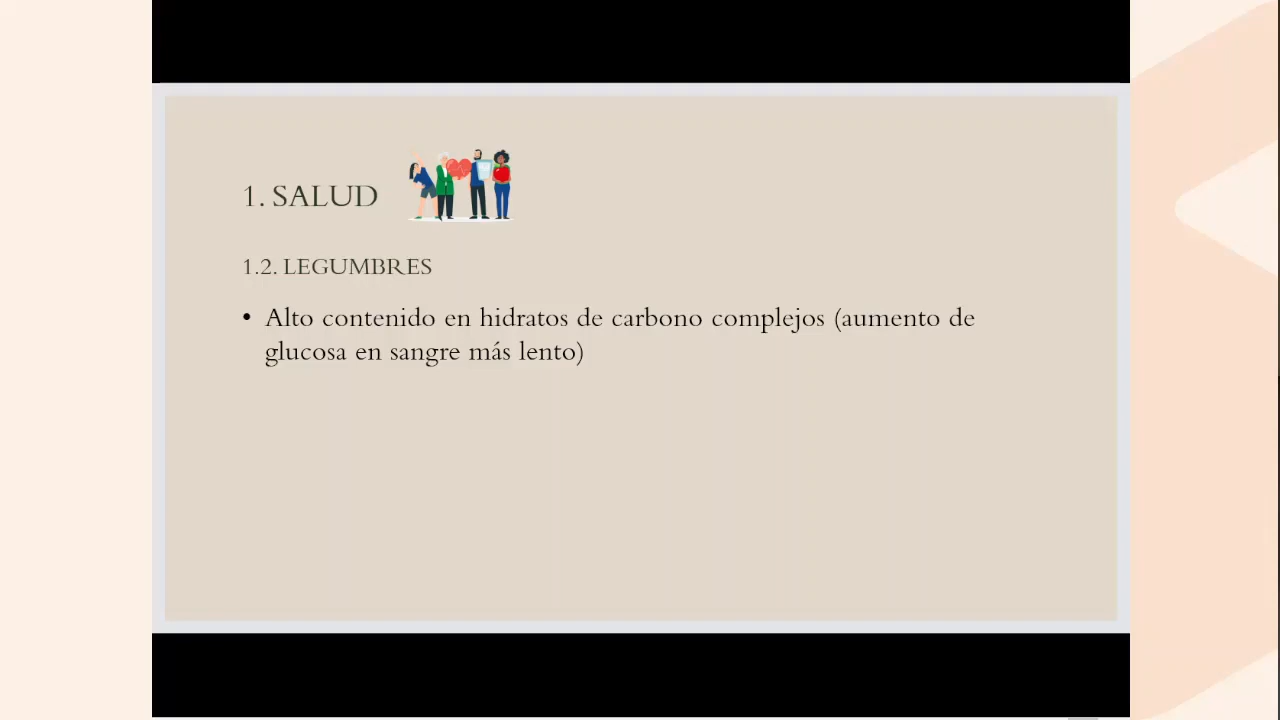 1. SALUD
1.2. LEGUMBRES
• Alto contenido en hidratos de carbono complejos (aumento de
glucosa en sangre más lento)